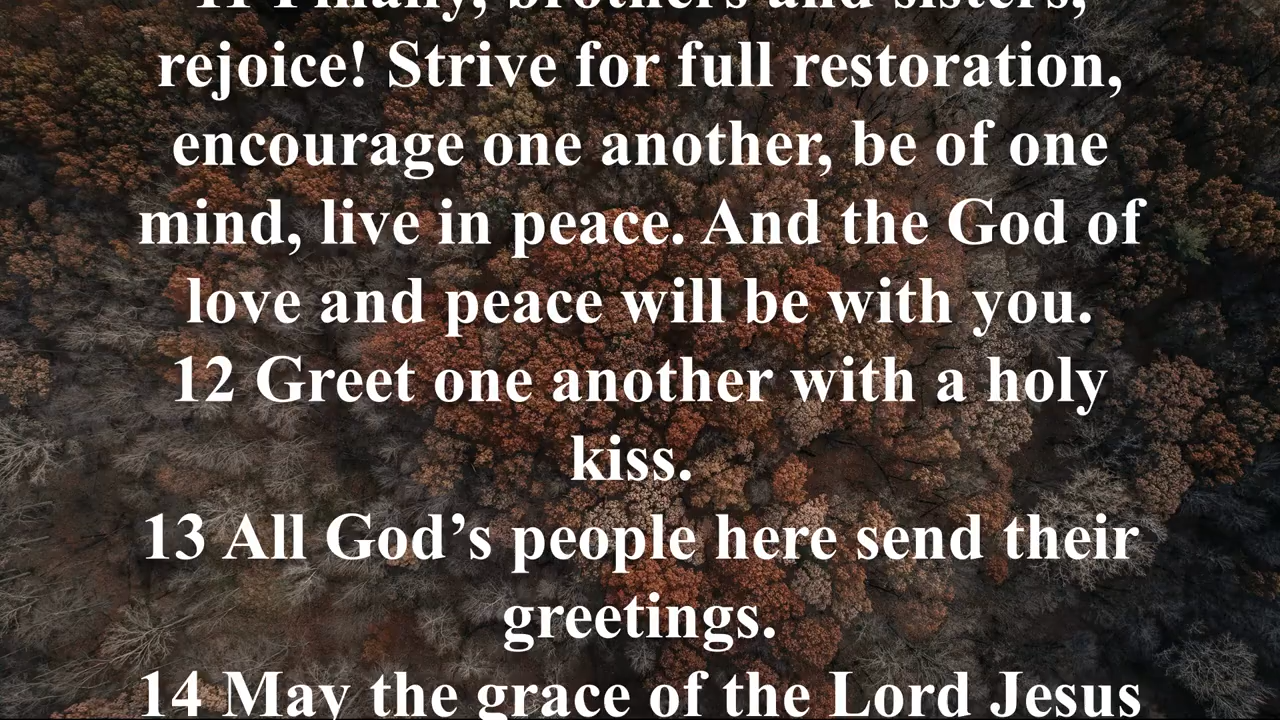 11 Finally, brothers and sisters,
rejoice! Strive for full restoration,
encourage one another, be of one
mind, live in peace. And the God of
love and peace will be with you.
12 Greet one another with a holy
kiss.
13 All God’s people here send their
greetings.
14 May the grace of the Lord Jesus